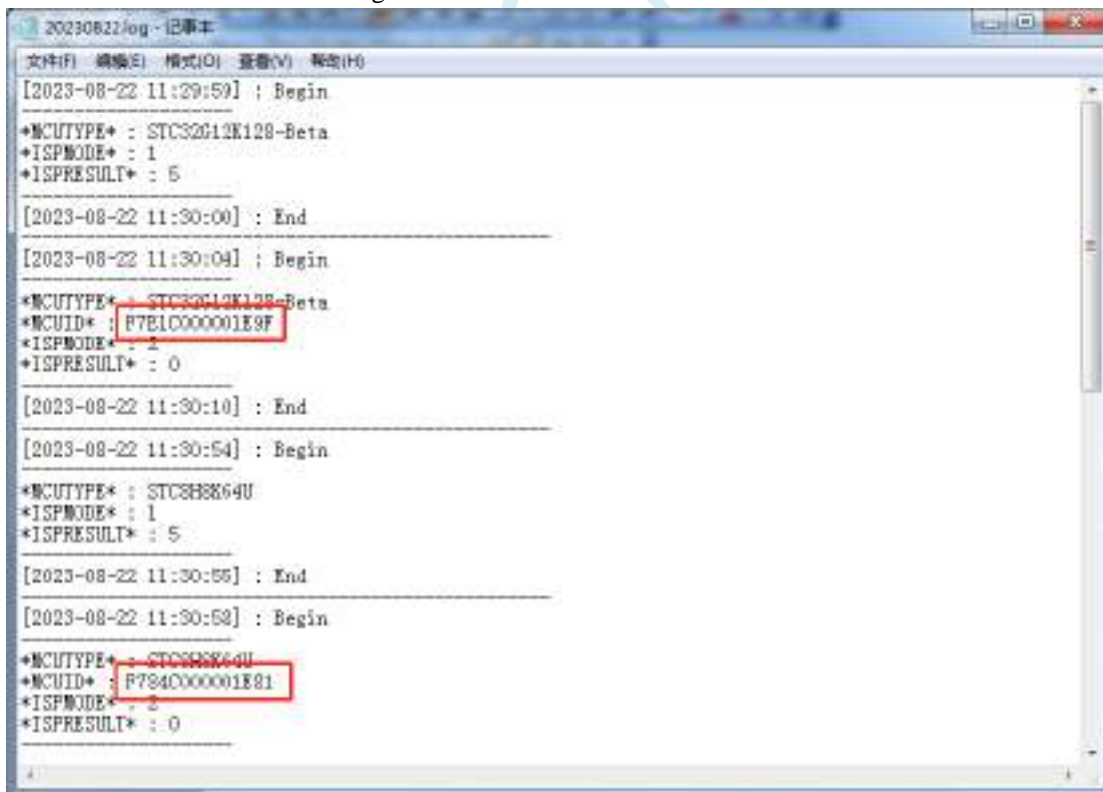 20230822.log - 记事本
文件(F) 编辑(E) 格式(O) 查看(V) 帮助(H)
[2023-08-22 11:29:59] : Begin
--------------------
*MCUTYPE* : STC32G12K128-Beta
*ISPMODE* : 1
*ISPRESULT* : 5
--------------------
[2023-08-22 11:30:00] : End
--------------------------------------------------
[2023-08-22 11:30:04] : Begin
--------------------
*MCUTYPE* : STC32G12K128-Beta
*MCUID* : F7E1C000001E9F
*ISPMODE* : 2
*ISPRESULT* : 0
--------------------
[2023-08-22 11:30:10] : End
--------------------------------------------------
[2023-08-22 11:30:54] : Begin
--------------------
*MCUTYPE* : STC8H8K64U
*ISPMODE* : 1
*ISPRESULT* : 5
--------------------
[2023-08-22 11:30:55] : End
--------------------------------------------------
[2023-08-22 11:30:58] : Begin
--------------------
*MCUTYPE* : STC8H8K64U
*MCUID* : F784C000001E81
*ISPMODE* : 2
*ISPRESULT* : 0
--------------------